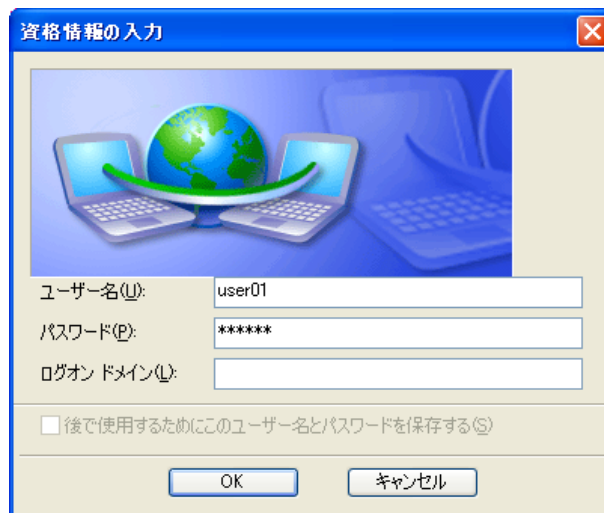 資格情報の入力
ユーザー名(U): user01
パスワード(P): ******
ログオン ドメイン(L):
後で使用するためにこのユーザー名とパスワードを保存する(S)
OK キャンセル